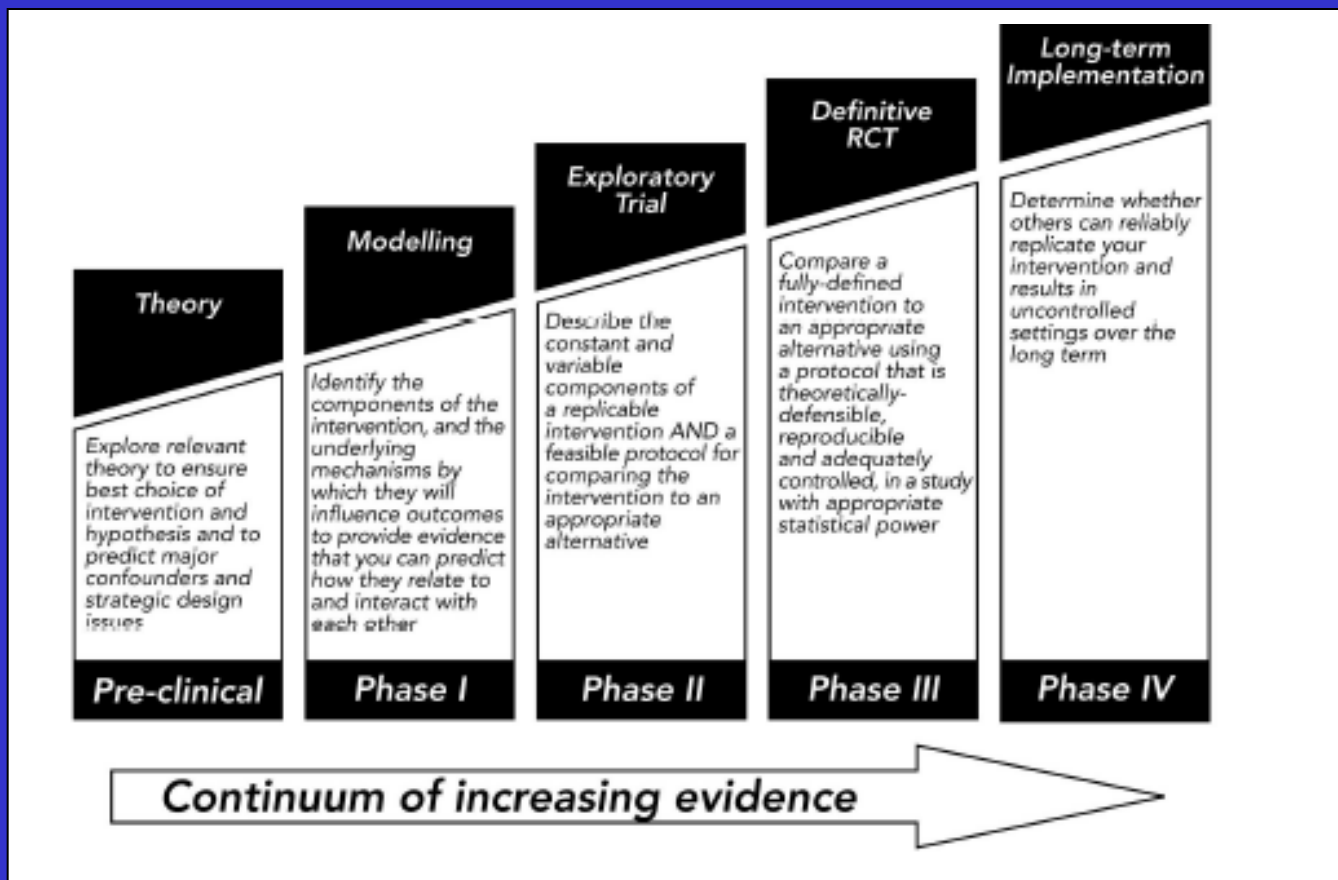 Theory
Explore relevant
theory to ensure
best choice of
intervention and
hypothesis and to
predict major
confounders and
strategic design
issues
Pre-clinical
Modelling
Identify the
components of the
intervention, and the
underlying
mechanisms by
which they will
influence outcomes
to provide evidence
that you can predict
how they relate to
and interact with
each other
Phase I
Exploratory
Trial
Describe the
constant and
variable
components of
a replicable
intervention AND a
feasible protocol for
comparing the
intervention to an
appropriate
alternative
Phase II
Definitive
RCT
Compare a
fully-defined
intervention to
an appropriate
alternative using
a protocol that is
theoretically-
defensible,
reproducible
and adequately
controlled, in a study
with appropriate
statistical power
Phase III
Long-term
Implementation
Determine whether
others can reliably
replicate your
intervention and
results in
uncontrolled
settings over the
long term
Phase IV
Continuum of increasing evidence